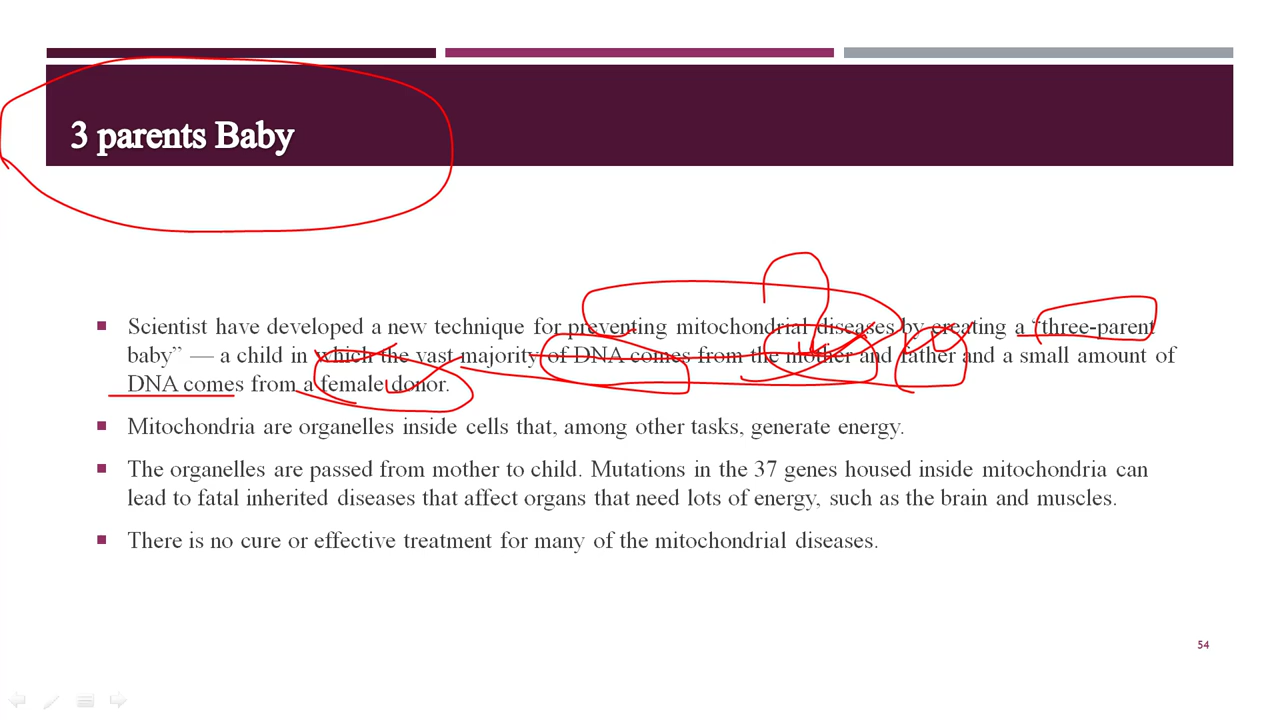 3 parents Baby
Scientist have developed a new technique for preventing mitochondrial diseases by creating a “three-parent
baby” — a child in which the vast majority of DNA comes from the mother and father and a small amount of
DNA comes from a female donor.
Mitochondria are organelles inside cells that, among other tasks, generate energy.
The organelles are passed from mother to child. Mutations in the 37 genes housed inside mitochondria can
lead to fatal inherited diseases that affect organs that need lots of energy, such as the brain and muscles.
There is no cure or effective treatment for many of the mitochondrial diseases.
54